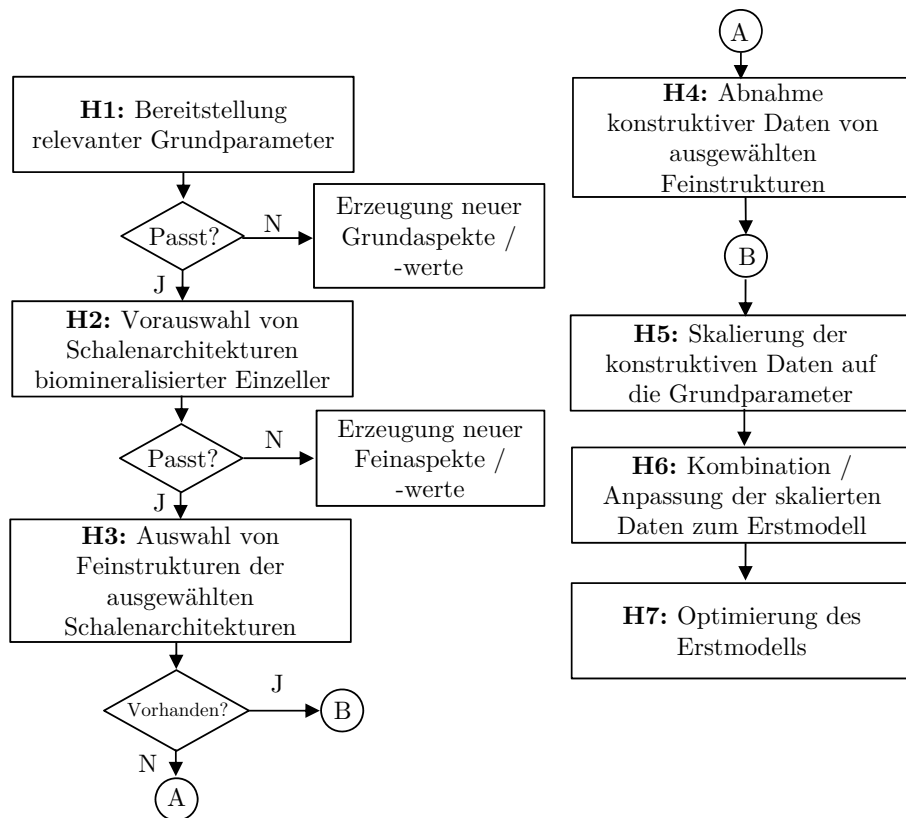 H1: Bereitstellung
relevanter Grundparameter
Passt?
N
Erzeugung neuer
Grundaspekte /
-werte
J
H2: Vorauswahl von
Schalenarchitekturen
biomineralisierter Einzeller
Passt?
N
Erzeugung neuer
Feinaspekte /
-werte
J
H3: Auswahl von
Feinstrukturen der
ausgewählten
Schalenarchitekturen
Vorhanden?
J
B
N
A
A
H4: Abnahme
konstruktiver Daten von
ausgewählten
Feinstrukturen
B
H5: Skalierung der
konstruktiven Daten auf
die Grundparameter
H6: Kombination /
Anpassung der skalierten
Daten zum Erstmodell
H7: Optimierung des
Erstmodells